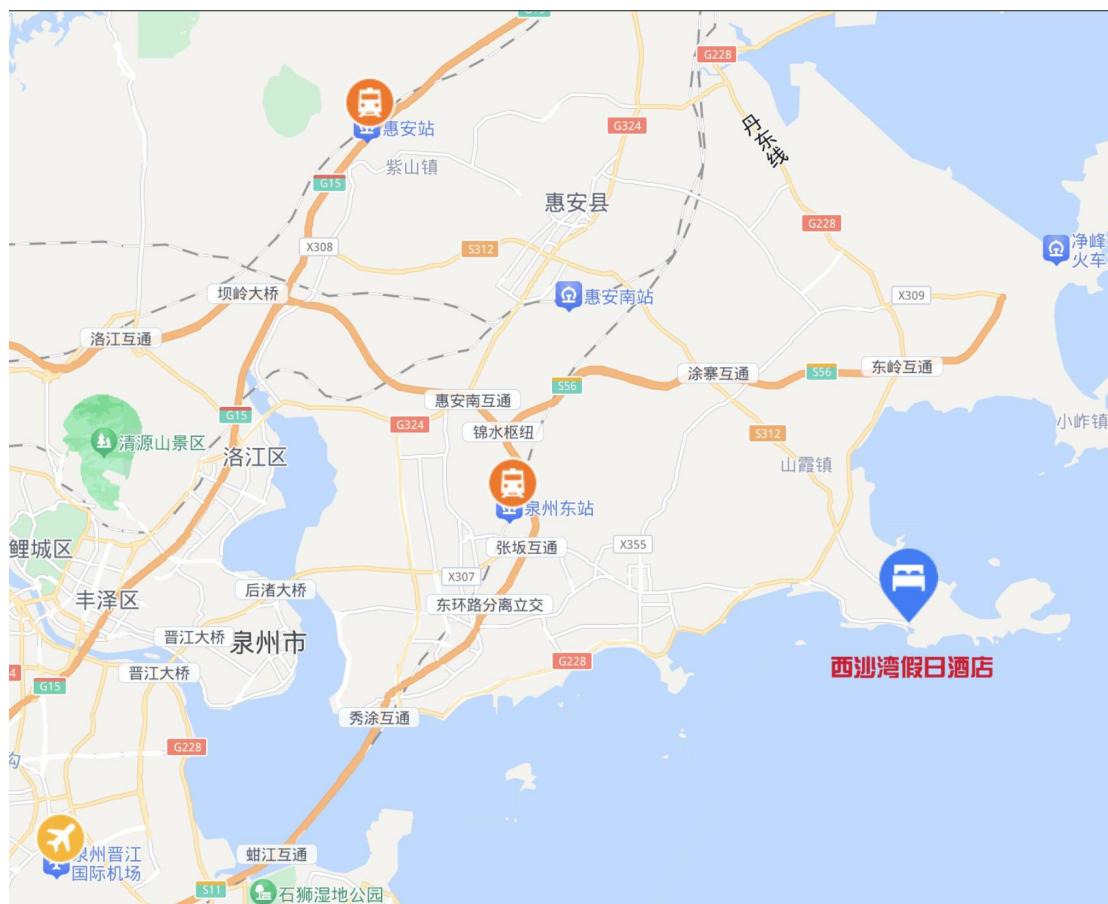 G15
G228
G324
丹东线
惠安站
紫山镇
G15
惠安县
G228
X308
S312
净峰
火车
坝岭大桥
惠安南站
X309
洛江互通
涂寨互通
S56
东岭互通
S56
惠安南互通
G15
G324
小岞镇
锦水枢纽
S312
清源山景区
洛江区
山霞镇
泉州东站
鲤城区
张坂互通
X355
X307
后渚大桥
丰泽区
东环路分离立交
晋江大桥
泉州市
G228
西沙湾假日酒店
晋江大桥
G15
秀涂互通
G228
沟
泉州晋江
国际机场
蚶江互通
S11
石狮湿地公园